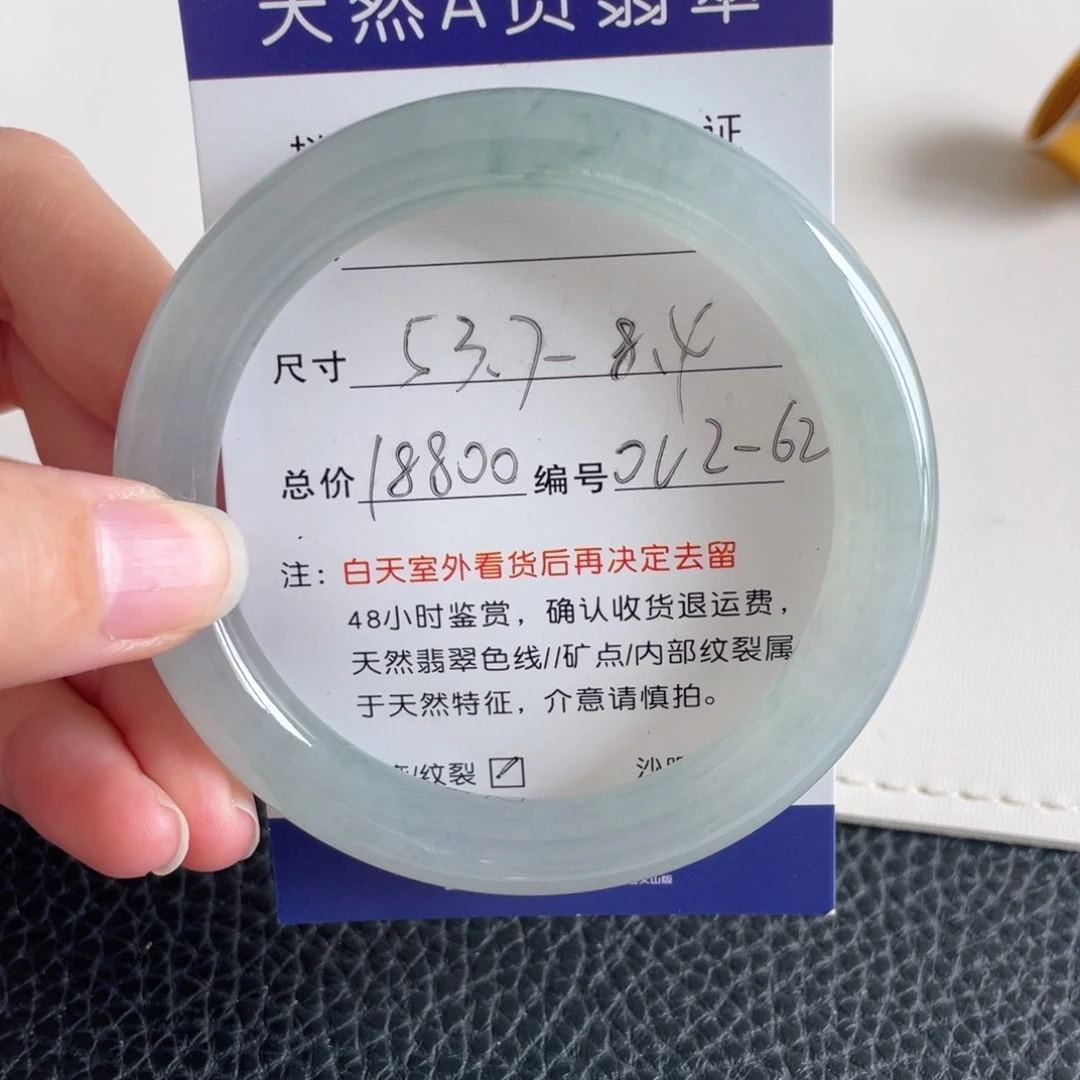 天然A货翡翠
证
尺寸 53.7-8.4
总价 18800 编号 012-62
注：白天室外看货后再决定去留
48小时鉴赏，确认收货退运费，
天然翡翠色线//矿点/内部纹裂属
于天然特征，介意请慎拍。
/纹裂